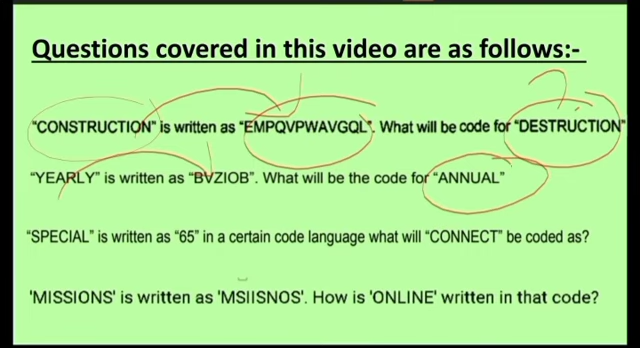 Questions covered in this video are as follows:-
“CONSTRUCTION” is written as “EMPQVPWAVGQL”. What will be code for “DESTRUCTION”
“YEARLY” is written as “BVZIOB”. What will be the code for “ANNUAL”
“SPECIAL” is written as “65” in a certain code language what will “CONNECT” be coded as?
'MISSIONS' is written as 'MSIISNOS'. How is 'ONLINE' written in that code?